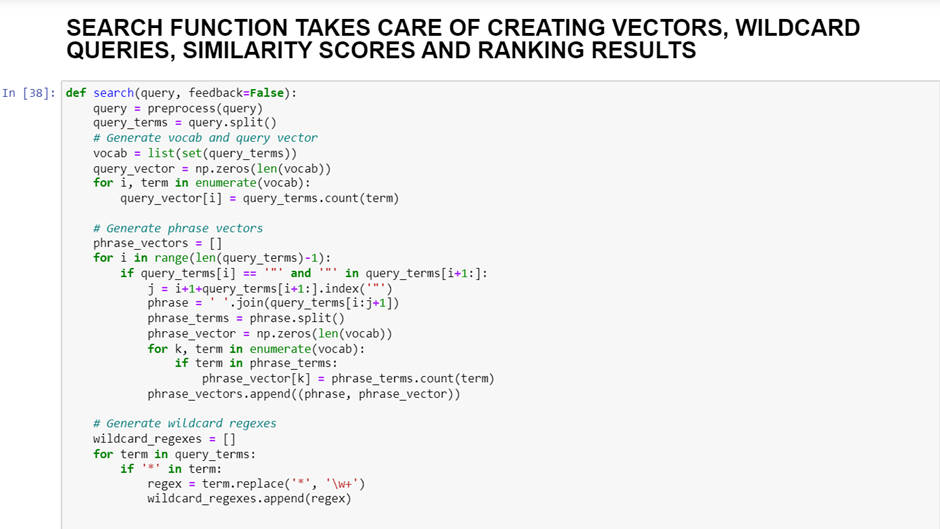 SEARCH FUNCTION TAKES CARE OF CREATING VECTORS, WILDCARD
QUERIES, SIMILARITY SCORES AND RANKING RESULTS
In [38]: def search(query, feedback=False):
    query = preprocess(query)
    query_terms = query.split()
    # Generate vocab and query vector
    vocab = list(set(query_terms))
    query_vector = np.zeros(len(vocab))
    for i, term in enumerate(vocab):
        query_vector[i] = query_terms.count(term)
    # Generate phrase vectors
    phrase_vectors = []
    for i in range(len(query_terms)-1):
        if query_terms[i] == '"' and '"' in query_terms[i+1:]:
            j = i+1+query_terms[i+1:].index('"')
            phrase = ' '.join(query_terms[i:j+1])
            phrase_terms = phrase.split()
            phrase_vector = np.zeros(len(vocab))
            for k, term in enumerate(vocab):
                if term in phrase_terms:
                    phrase_vector[k] = phrase_terms.count(term)
            phrase_vectors.append((phrase, phrase_vector))
    # Generate wildcard regexes
    wildcard_regexes = []
    for term in query_terms:
        if '*' in term:
            regex = term.replace('*', '\w+')
            wildcard_regexes.append(regex)